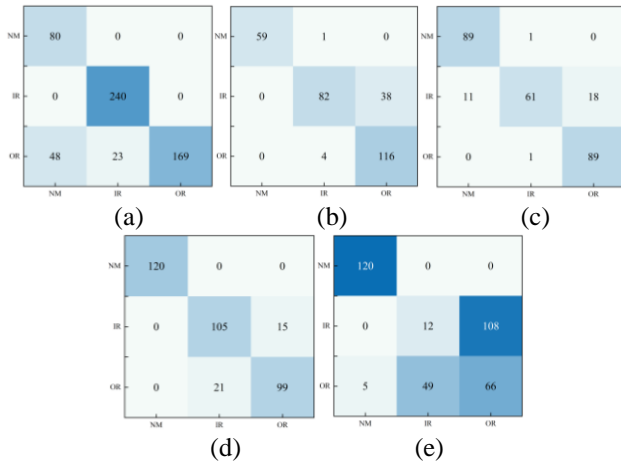 NM 80 0 0
IR 0 240 0
OR 48 23 169
NM IR OR
(a)
NM 59 1 0
IR 0 82 38
OR 0 4 116
NM IR OR
(b)
NM 89 1 0
IR 11 61 18
OR 0 1 89
NM IR OR
(c)
NM 120 0 0
IR 0 105 15
OR 0 21 99
NM IR OR
(d)
NM 120 0 0
IR 0 12 108
OR 5 49 66
NM IR OR
(e)